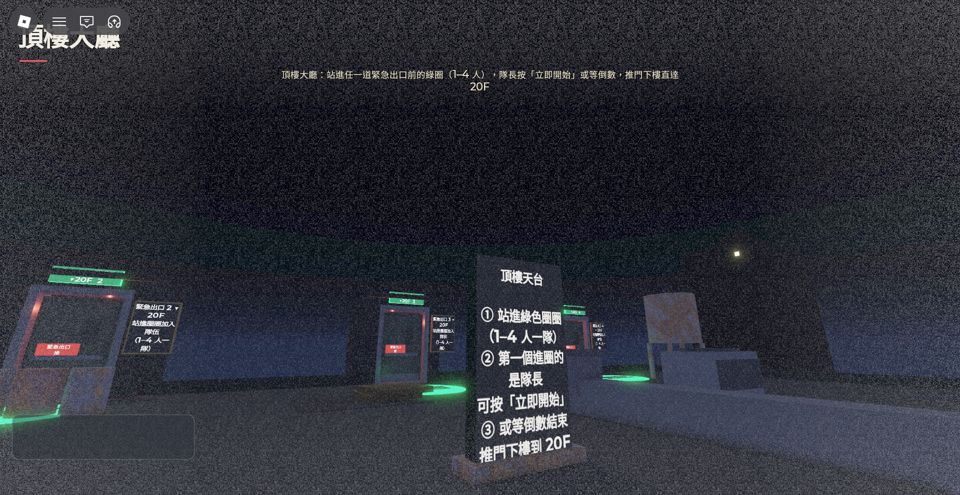 頂樓大廳
頂樓大廳：站進任一道緊急出口前的綠圈（1–4 人），隊長按「立即開始」或等倒數，推門下樓直達
20F
緊急出口 2
20F
站進圈圈加入
隊伍
（1–4 人一
隊）
緊急出口
頂樓天台
① 站進綠色圈圈
（1–4 人一隊）
② 第一個進圈的
是隊長
可按「立即開始」
③ 或等倒數結束
推門下樓到 20F